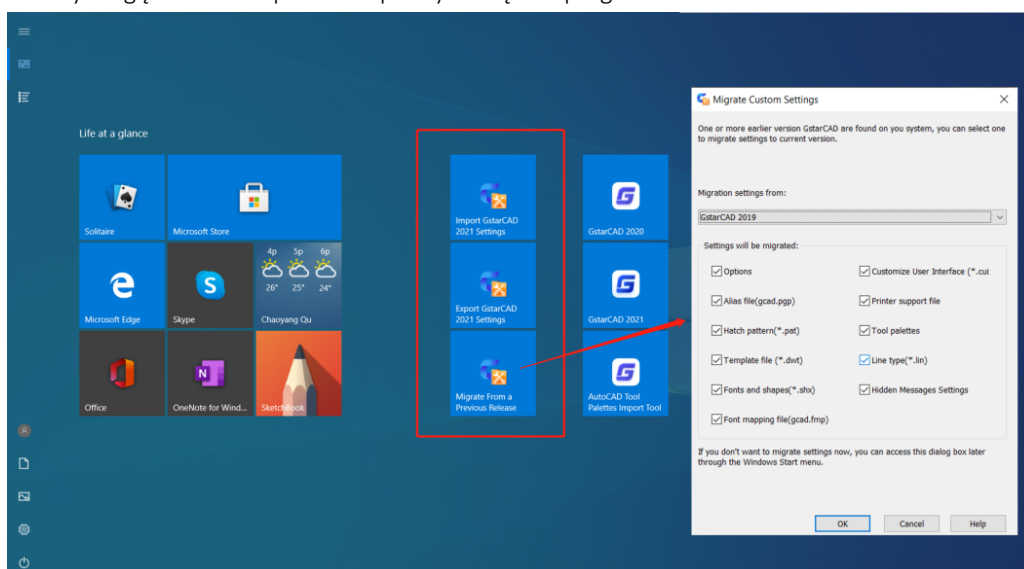 Life at a glance
Solitaire
Microsoft Store
Microsoft Edge
Skype
4p 5p 6p
26° 25° 24°
Chaoyang Qu
Office
OneNote for Wind...
SketchBook
Import GstarCAD
2021 Settings
GstarCAD 2020
Export GstarCAD
2021 Settings
GstarCAD 2021
Migrate From a
Previous Release
AutoCAD Tool
Palettes Import Tool
Migrate Custom Settings
One or more earlier version GstarCAD are found on you system, you can select one
to migrate settings to current version.
Migration settings from:
GstarCAD 2019
Settings will be migrated:
Options
Customize User Interface (*.cui
Alias file(gcad.pgp)
Printer support file
Hatch pattern(*.pat)
Tool palettes
Template file (*.dwt)
Line type(*.lin)
Fonts and shapes(*.shx)
Hidden Messages Settings
Font mapping file(gcad.fmp)
If you don't want to migrate settings now, you can access this dialog box later
through the Windows Start menu.
OK Cancel Help